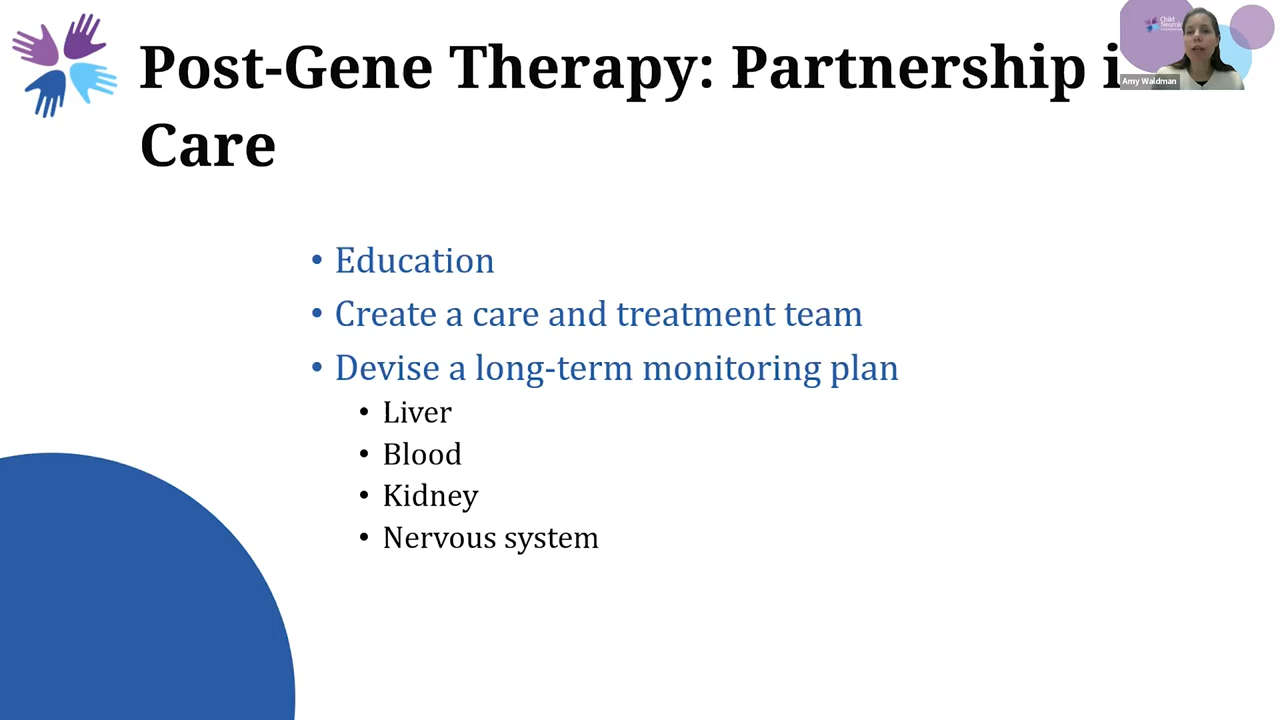 Post-Gene Therapy: Partnership i
Care
Child
Amy Waldman
• Education
• Create a care and treatment team
• Devise a long-term monitoring plan
• Liver
• Blood
• Kidney
• Nervous system